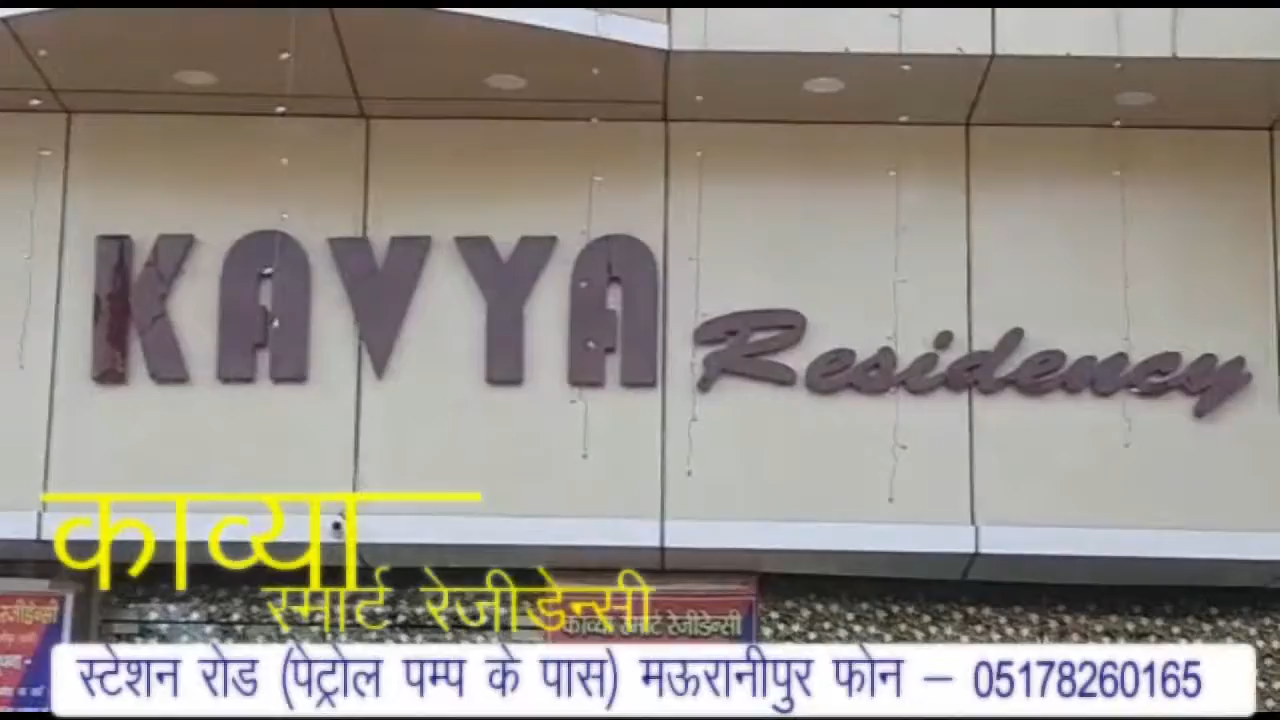 KAVYA Residency
काव्या
स्मार्ट रेजीडेन्सी
काव्या स्मार्ट रेजीडेन्सी
स्टेशन रोड (पेट्रोल पम्प के पास) मऊरानीपुर फोन – 05178260165